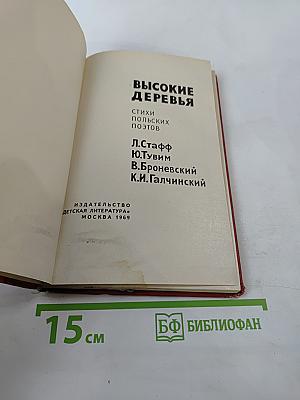 ВЫСОКИЕ
ДЕРЕВЬЯ
СТИХИ
ПОЛЬСКИХ
ПОЭТОВ
Л.Стафф
Ю.Тувим
В.Броневский
К.И.Галчинский
ИЗДАТЕЛЬСТВО
ДЕТСКАЯ ЛИТЕРАТУРА»
МОСКВА 1969
15 см
БФ БИБЛИОФАН